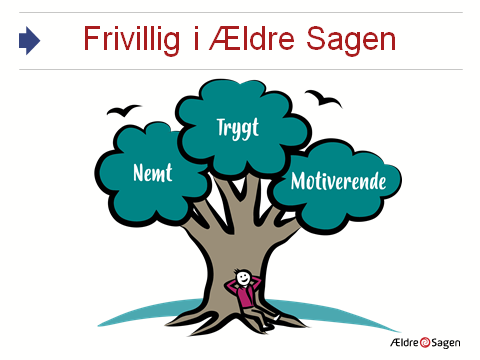 Frivillig i Ældre Sagen
Trygt
Nemt
Motiverende
Ældre Sagen